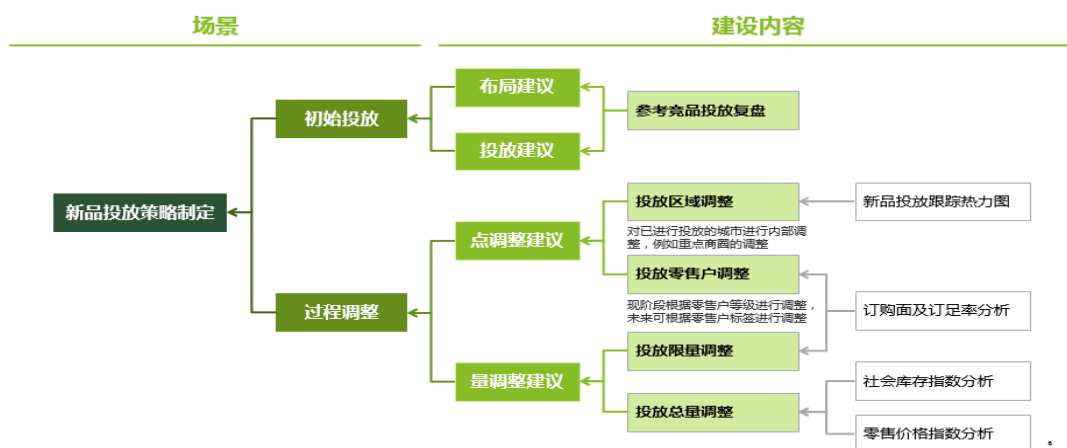 场景
建设内容
布局建议
初始投放
参考竞品投放复盘
投放建议
新品投放策略制定
投放区域调整
新品投放跟踪热力图
对已进行投放的城市进行内部调
整，例如重点商圈的调整
点调整建议
投放零售户调整
现阶段根据零售户等级进行调整，
未来可根据零售户标签进行调整
过程调整
订购面及订足率分析
投放限量调整
量调整建议
社会库存指数分析
投放总量调整
零售价格指数分析
。